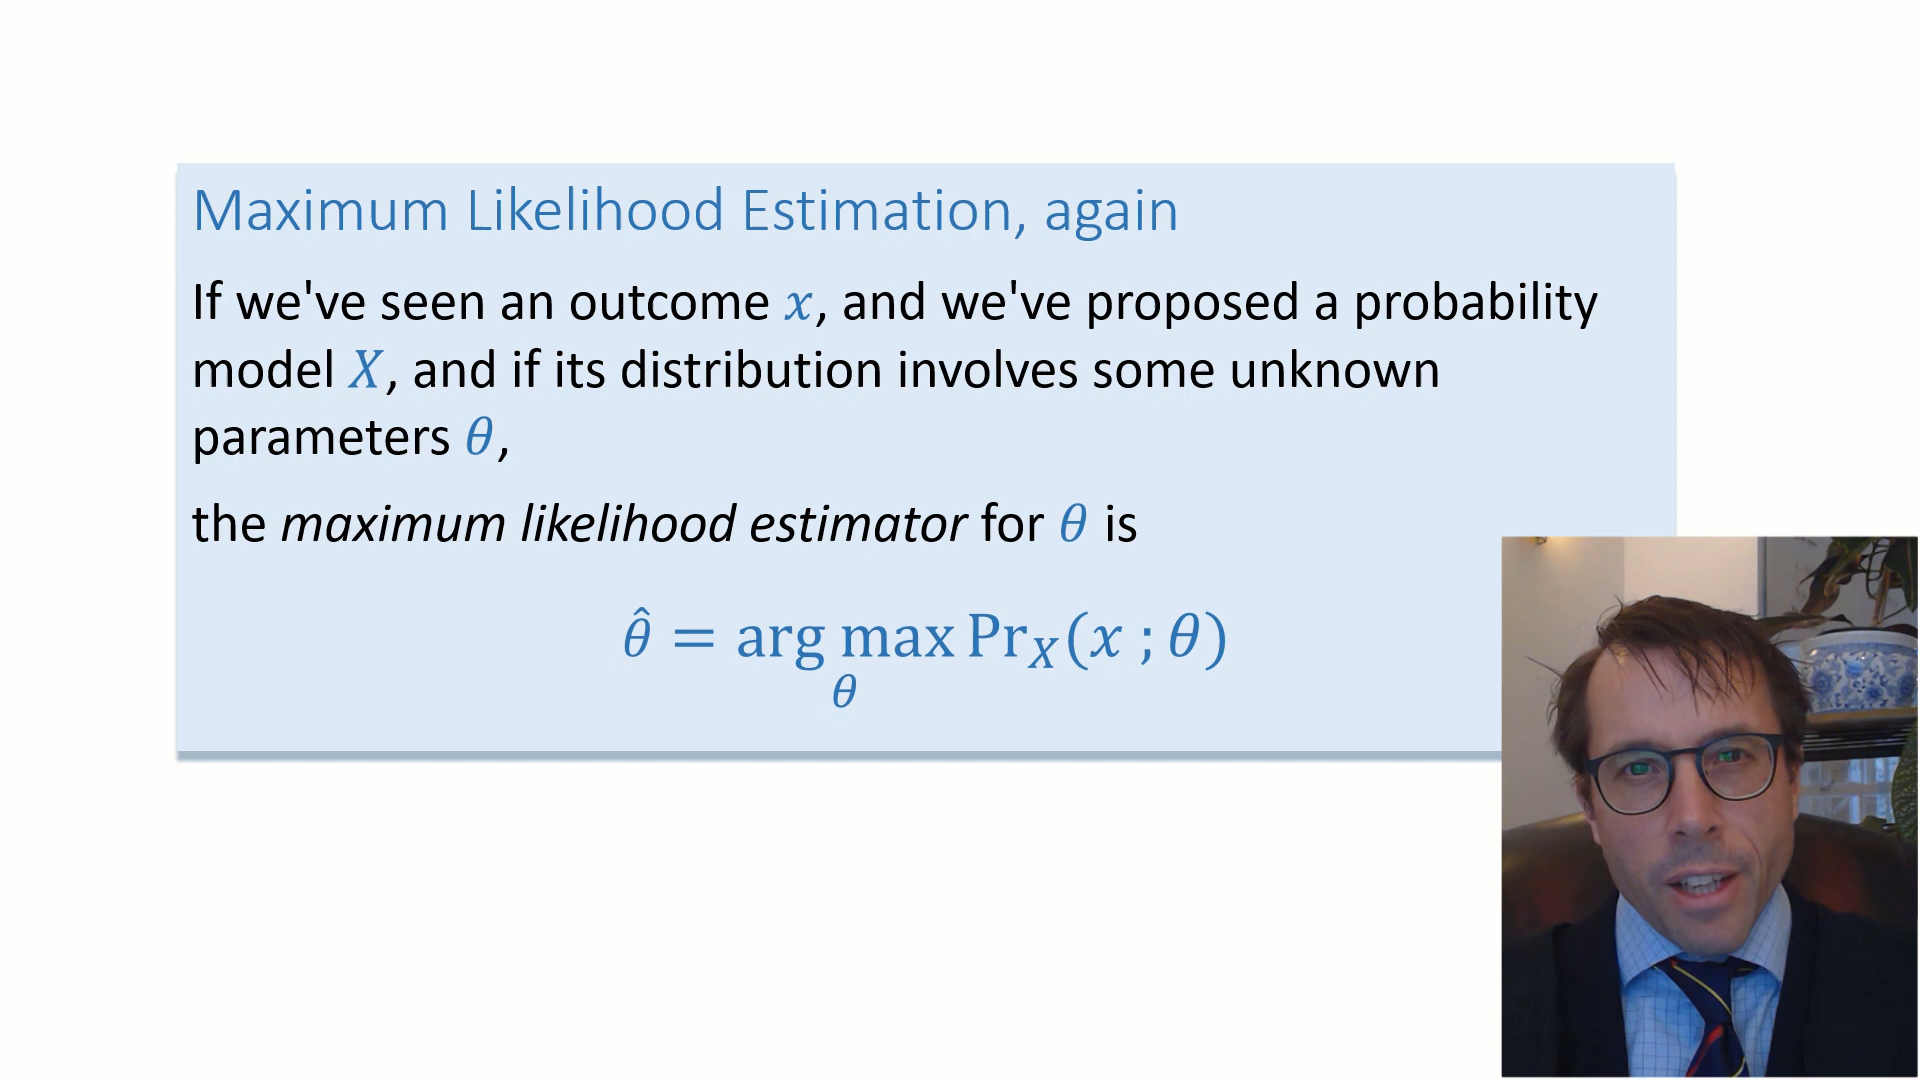 Maximum Likelihood Estimation, again
If we've seen an outcome x, and we've proposed a probability
model X, and if its distribution involves some unknown
parameters θ,
the maximum likelihood estimator for θ is
θ̂ = arg max Pr_X(x ; θ)
θ